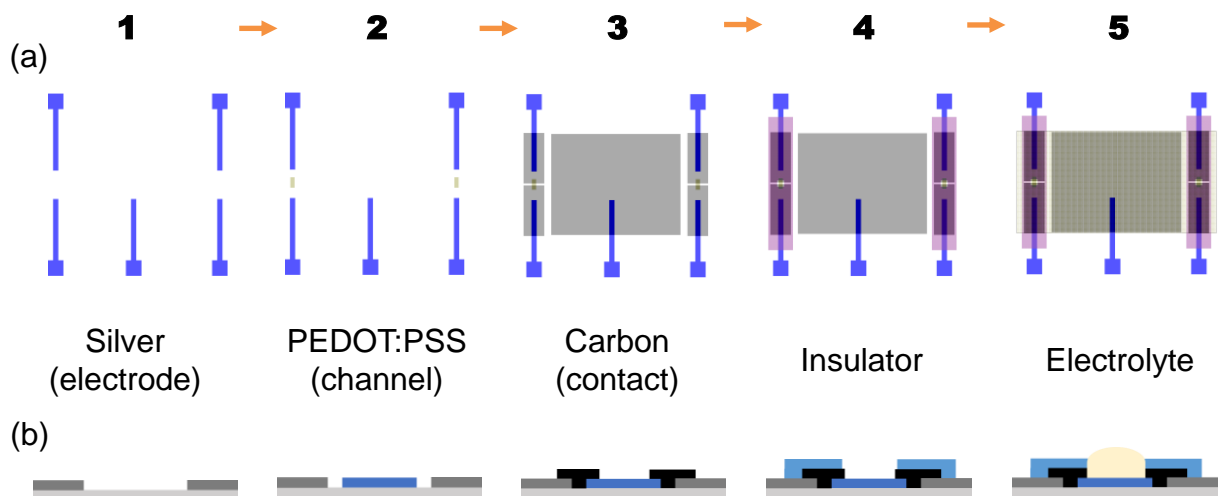 1 2 3 4 5
(a)
Silver
(electrode)
PEDOT:PSS
(channel)
Carbon
(contact)
Insulator
Electrolyte
(b)